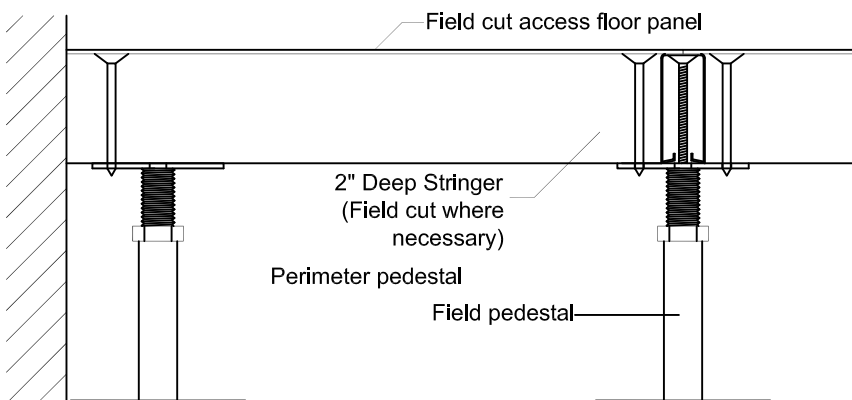 Field cut access floor panel
2" Deep Stringer
(Field cut where
necessary)
Perimeter pedestal
Field pedestal